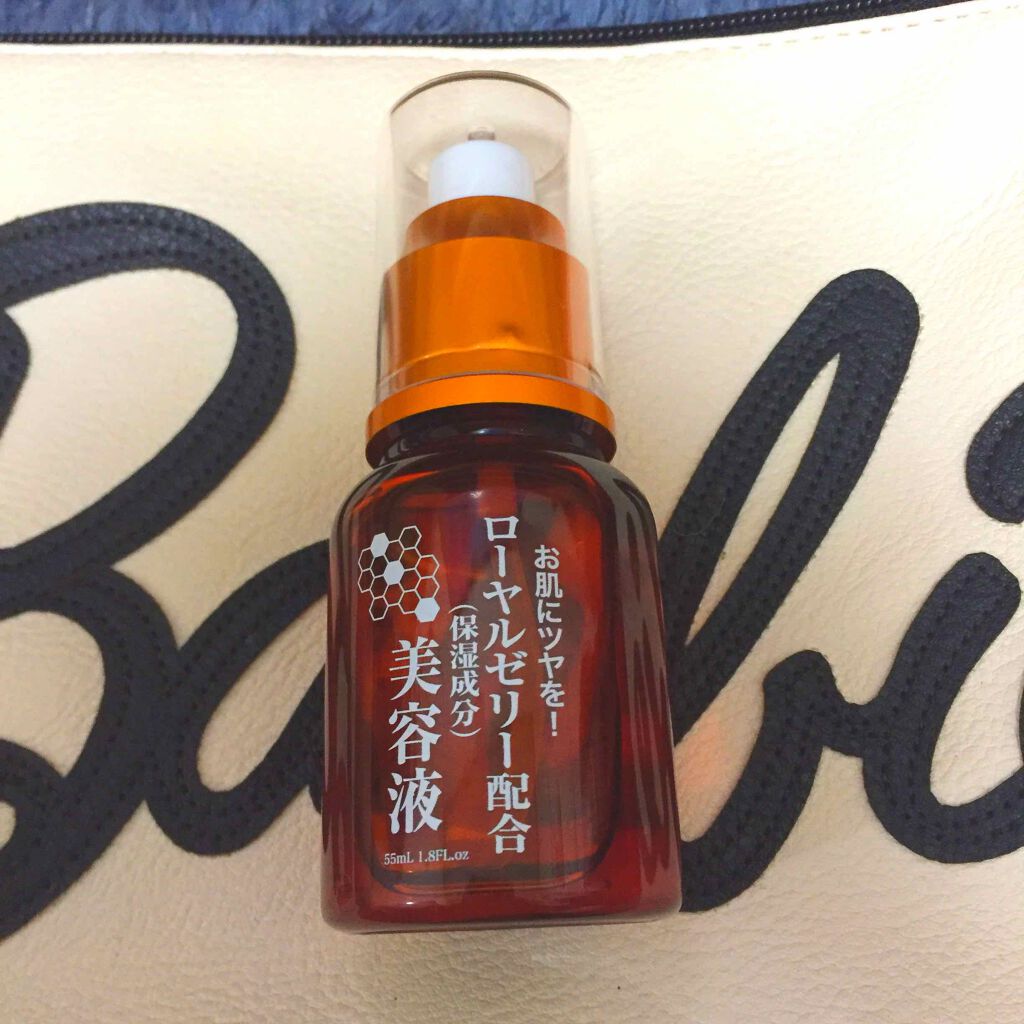 お肌にツヤを！
ローヤルゼリー配合
（保湿成分）
美容液
55mL 1.8FL.oz
Barbie